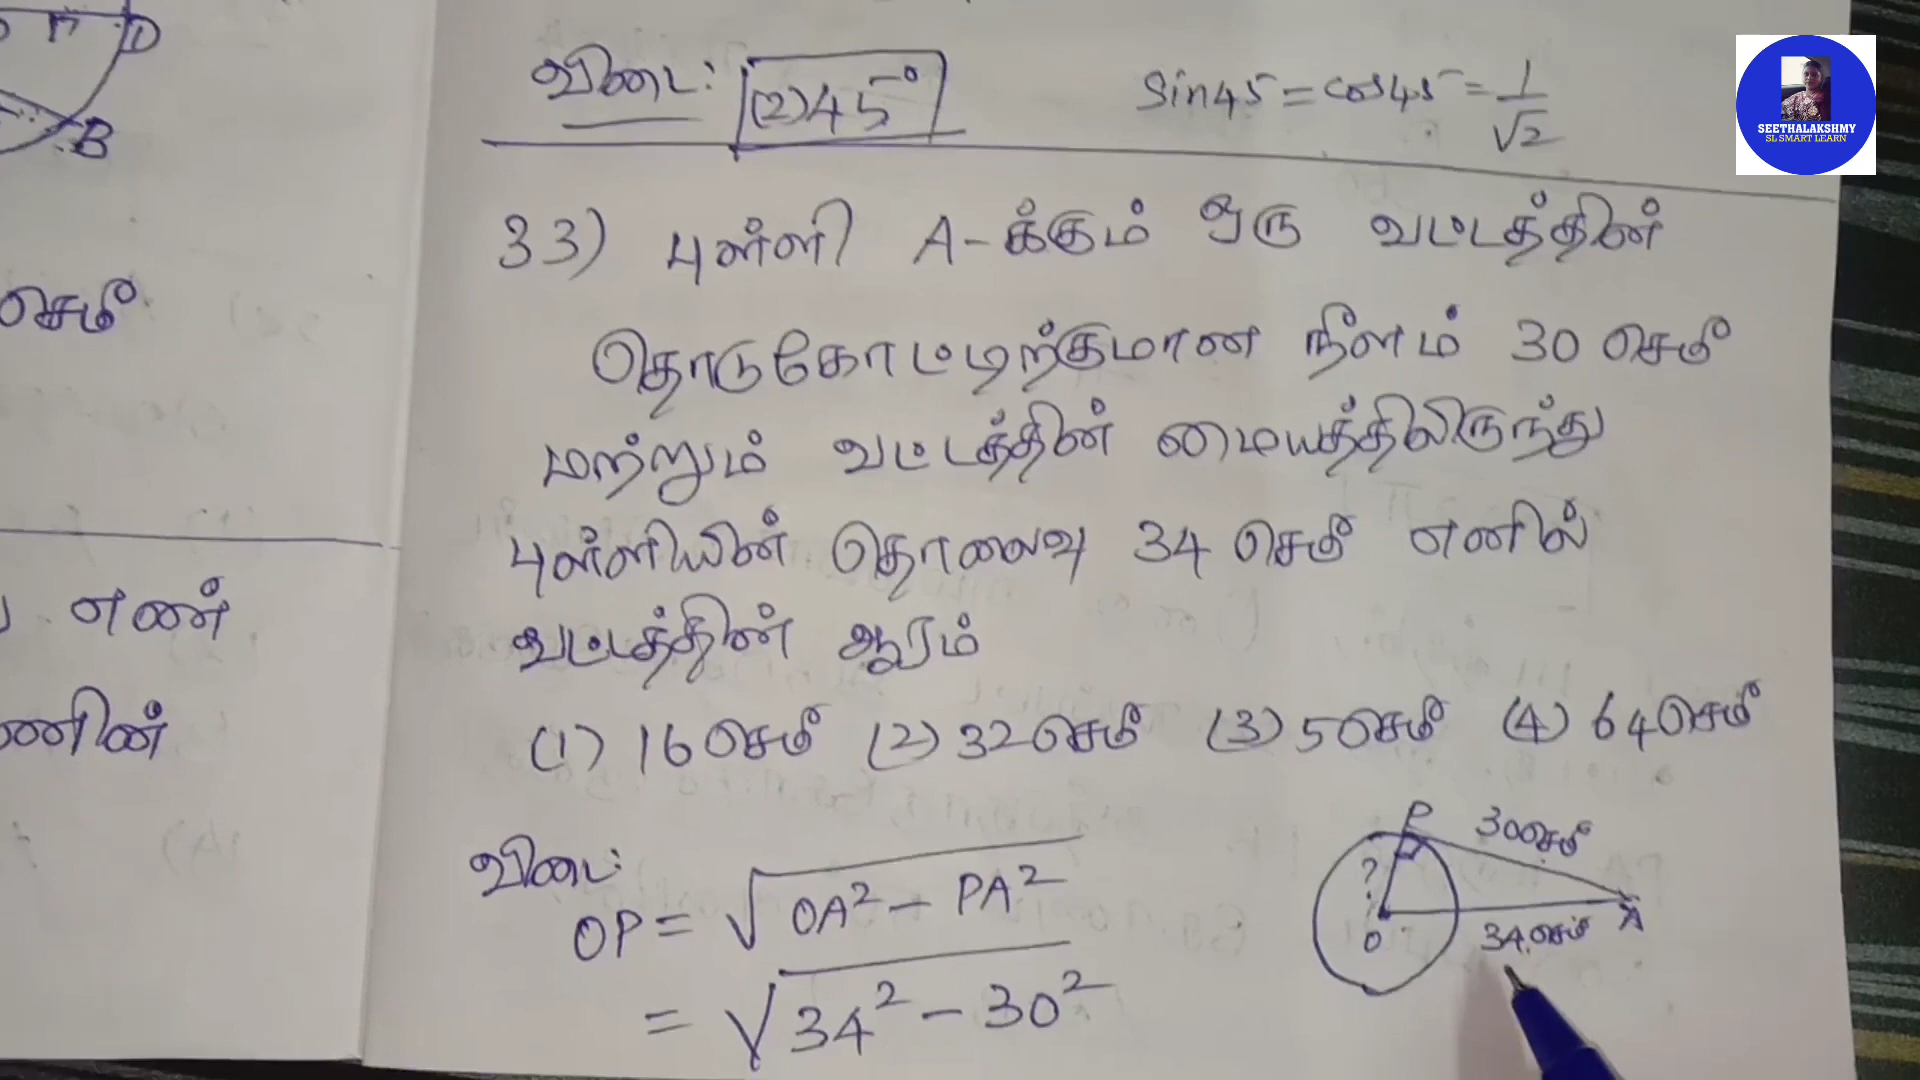 D
B
செமீ
எண்
ணின்
விடை: (2) 45°
Sin45 = cos45 = 1/√2
SEETHALAKSHMY
SL SMART LEARN
33) புள்ளி A-க்கும் ஒரு வட்டத்தின்
தொடுகோட்டிற்குமான நீளம் 30 செமீ
மற்றும் வட்டத்தின் மையத்திலிருந்து
புள்ளியின் தொலைவு 34 செமீ எனில்
வட்டத்தின் ஆரம்
(1) 16 செமீ (2) 32 செமீ (3) 5 செமீ (4) 64 செமீ
விடை:
OP = √OA² - PA²
= √34² - 30²
P 30 செமீ
?
O 34 செமீ A